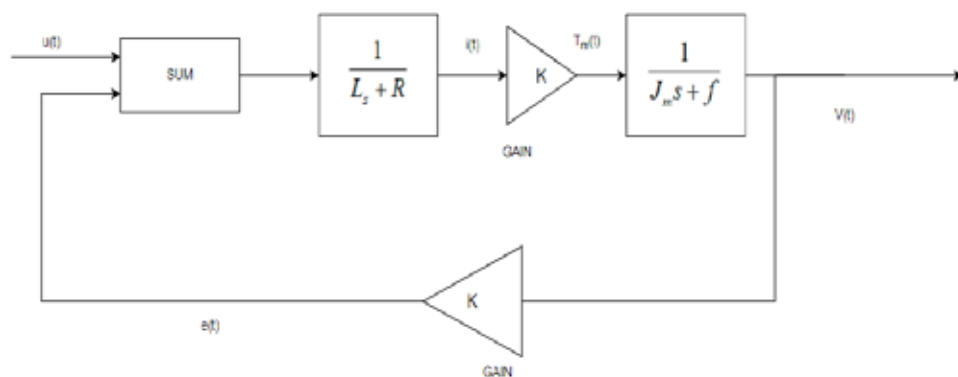 u(t)
SUM
1
L_s + R
i(t)
K
GAIN
T_m(t)
1
J_m s + f
V(t)
K
e(t)
GAIN